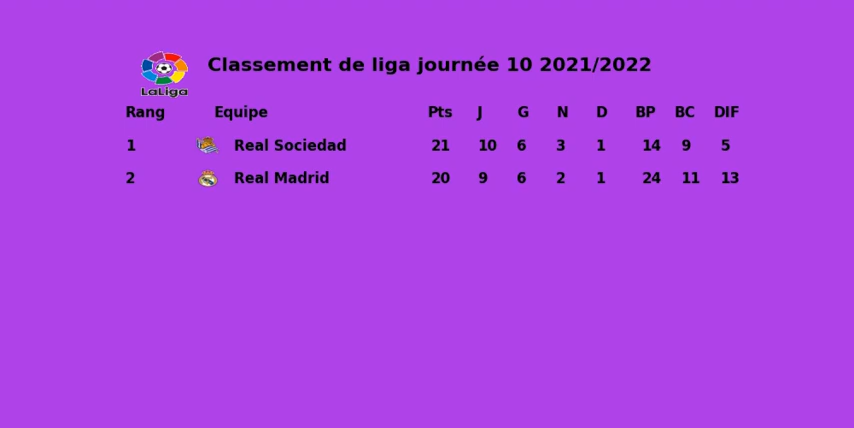 Classement de liga journée 10 2021/2022
LaLiga
Rang Equipe Pts J G N D BP BC DIF
1 Real Sociedad 21 10 6 3 1 14 9 5
2 Real Madrid 20 9 6 2 1 24 11 13